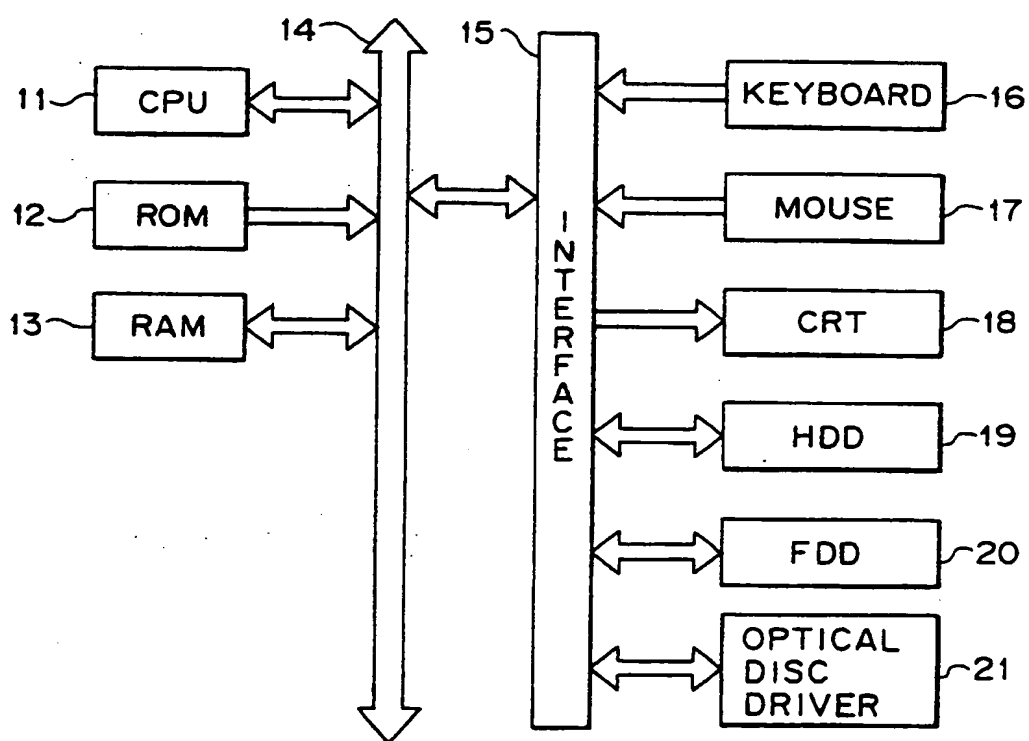 14
15
11
CPU
KEYBOARD
16
12
ROM
MOUSE
17
13
RAM
CRT
18
INTERFACE
HDD
19
FDD
20
OPTICAL
DISC
DRIVER
21